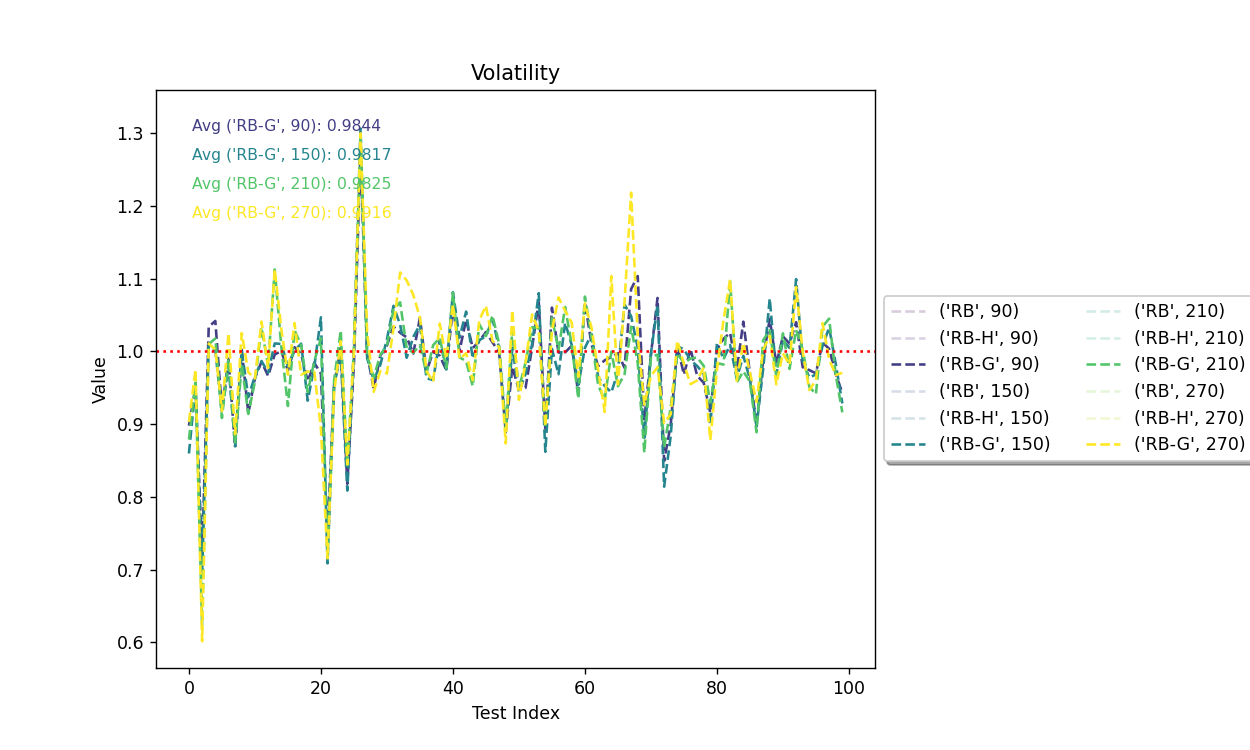 Volatility
Avg ('RB-G', 90): 0.9844
Avg ('RB-G', 150): 0.9817
Avg ('RB-G', 210): 0.9825
Avg ('RB-G', 270): 0.9916
1.3
1.2
1.1
1.0
0.9
0.8
0.7
0.6
Value
0 20 40 60 80 100
Test Index
('RB', 90)
('RB-H', 90)
('RB-G', 90)
('RB', 150)
('RB-H', 150)
('RB-G', 150)
('RB', 210)
('RB-H', 210)
('RB-G', 210)
('RB', 270)
('RB-H', 270)
('RB-G', 270)